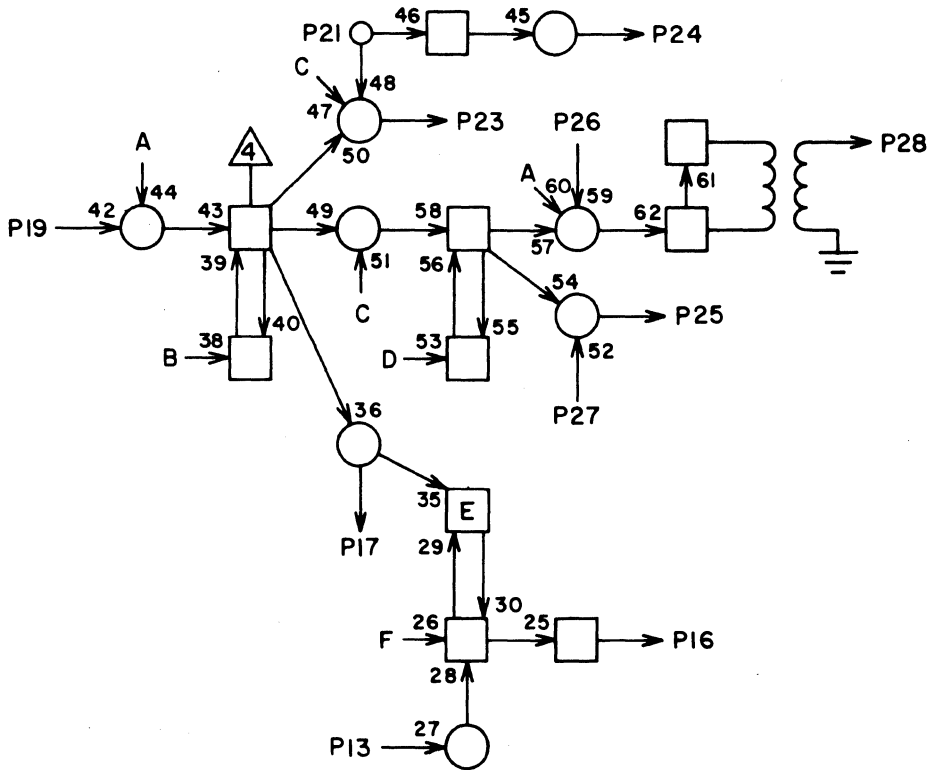 P21 46 45 P24
C 48
47 P23 P26
A 4 50 A 60 59 61 P28
P19 42 44 43 49 58 57 62
39 51 56 54
40 C 55 P25
B 38 D 53 52
36 P27
35 E
P17 29
30
F 26 25 P16
28
P13 27